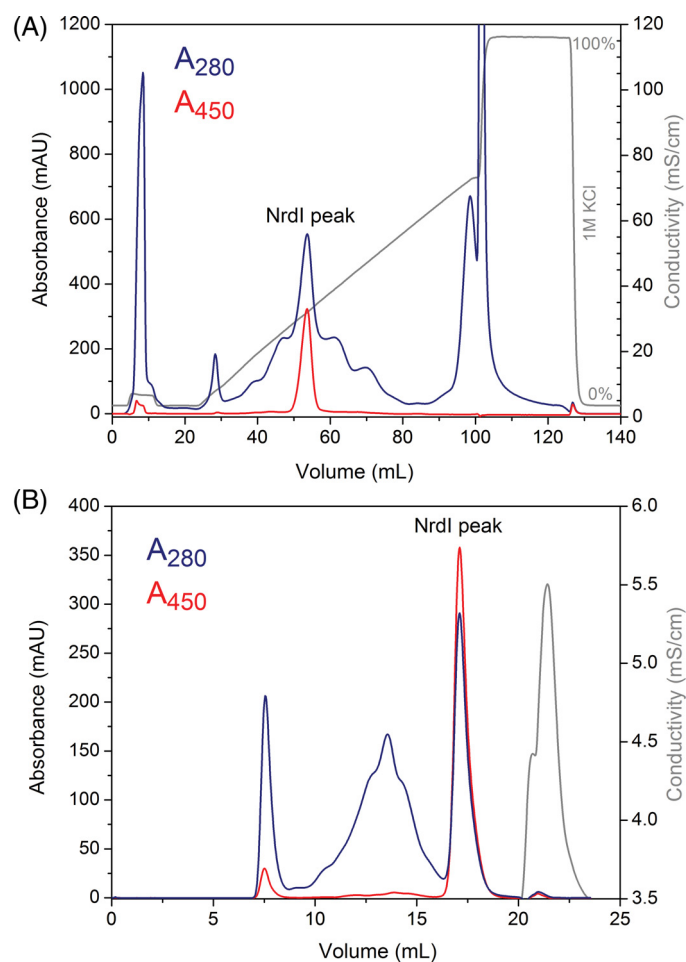 (A)
A280
A450
NrdI peak
100%
1M KCl
0%
1200
1000
800
600
400
200
0
120
100
80
60
40
20
0
0 20 40 60 80 100 120 140
Absorbance (mAU)
Conductivity (mS/cm)
Volume (mL)
(B)
A280
A450
NrdI peak
400
350
300
250
200
150
100
50
0
6.0
5.5
5.0
4.5
4.0
3.5
0 5 10 15 20 25
Absorbance (mAU)
Conductivity (mS/cm)
Volume (mL)